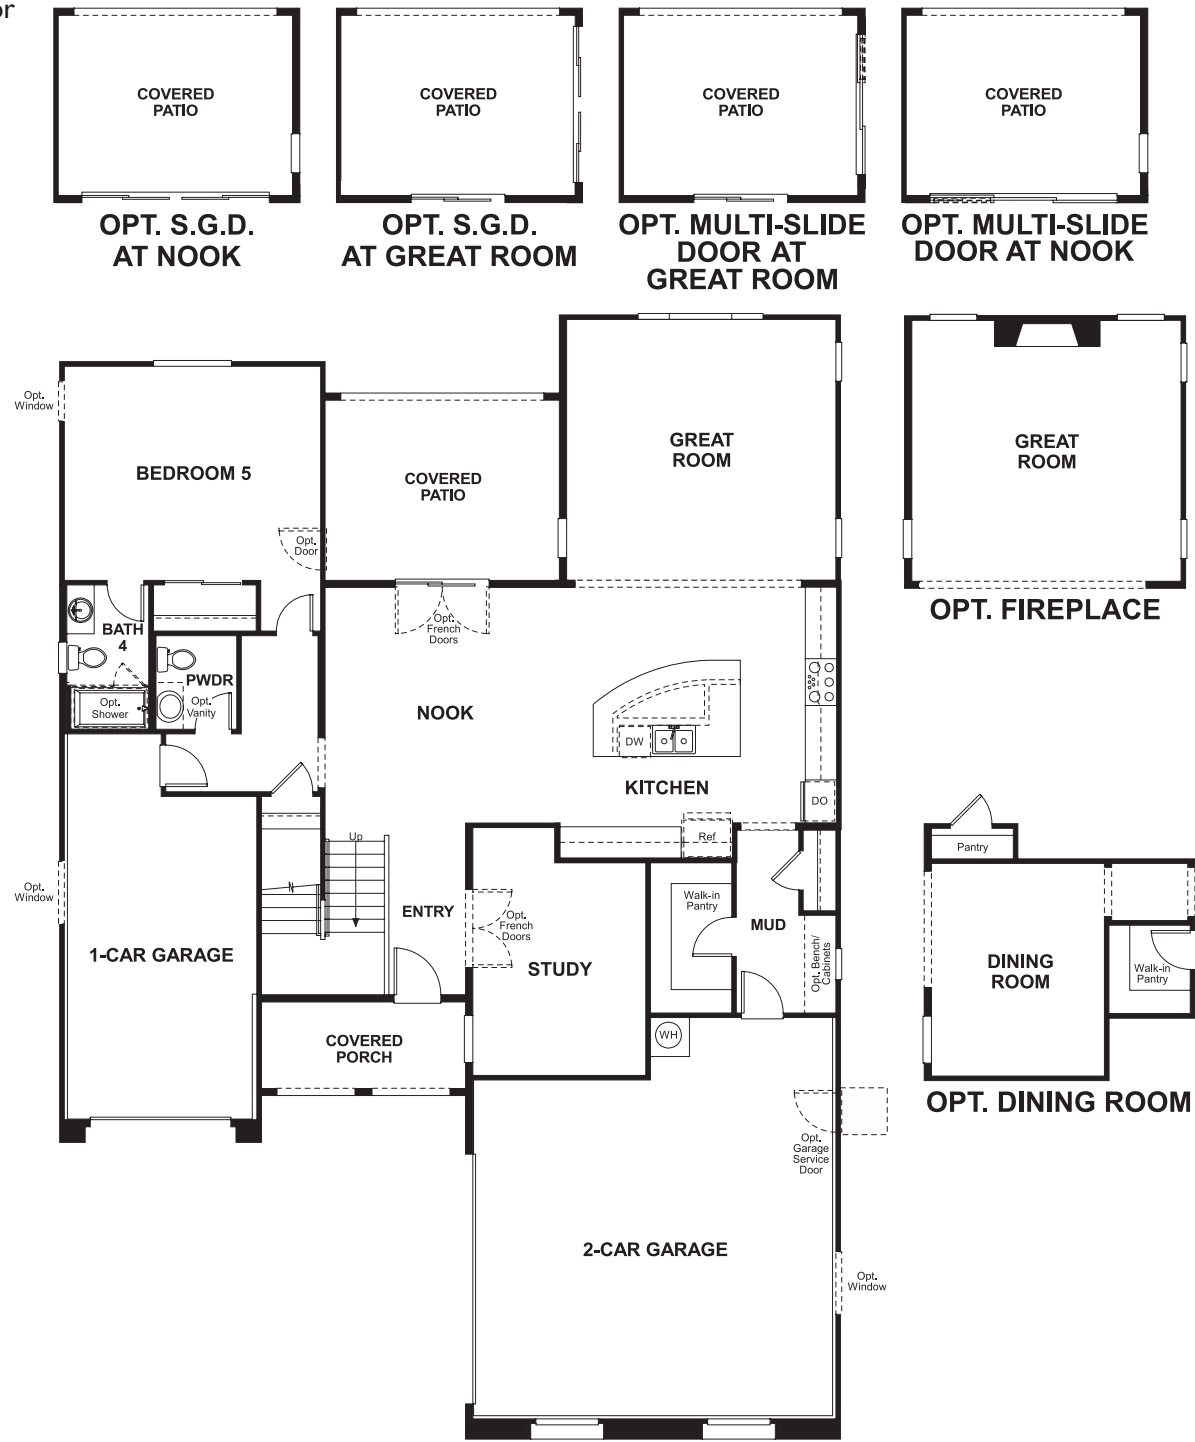 or
COVERED
PATIO
OPT. S.G.D.
AT NOOK
COVERED
PATIO
OPT. S.G.D.
AT GREAT ROOM
COVERED
PATIO
OPT. MULTI-SLIDE
DOOR AT
GREAT ROOM
COVERED
PATIO
OPT. MULTI-SLIDE
DOOR AT NOOK
Opt.
Window
BEDROOM 5
Opt.
Door
COVERED
PATIO
GREAT
ROOM
GREAT
ROOM
OPT. FIREPLACE
Opt.
French
Doors
BATH
4
PWDR
Opt.
Shower
Opt.
Vanity
NOOK
DW
KITCHEN
DO
Ref
Up
Opt.
Window
1-CAR GARAGE
ENTRY
Opt.
French
Doors
STUDY
Walk-in
Pantry
MUD
Opt. Bench/
Cabinets
Pantry
DINING
ROOM
Walk-in
Pantry
OPT. DINING ROOM
COVERED
PORCH
WH
Opt.
Garage
Service
Door
2-CAR GARAGE
Opt.
Window